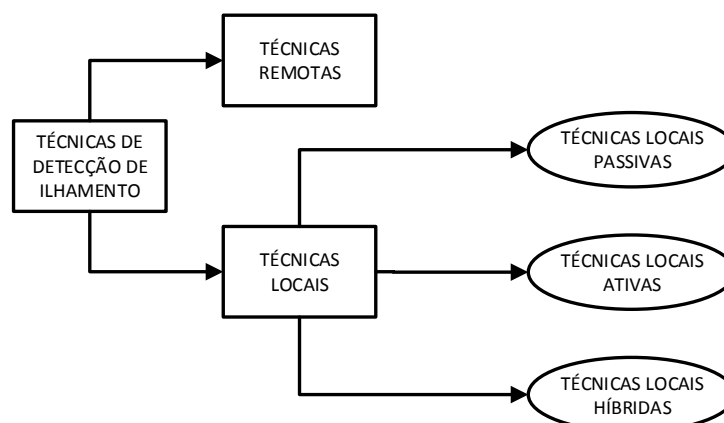 TÉCNICAS
REMOTAS
TÉCNICAS DE
DETECÇÃO DE
ILHAMENTO
TÉCNICAS
LOCAIS
TÉCNICAS LOCAIS
PASSIVAS
TÉCNICAS LOCAIS
ATIVAS
TÉCNICAS LOCAIS
HÍBRIDAS